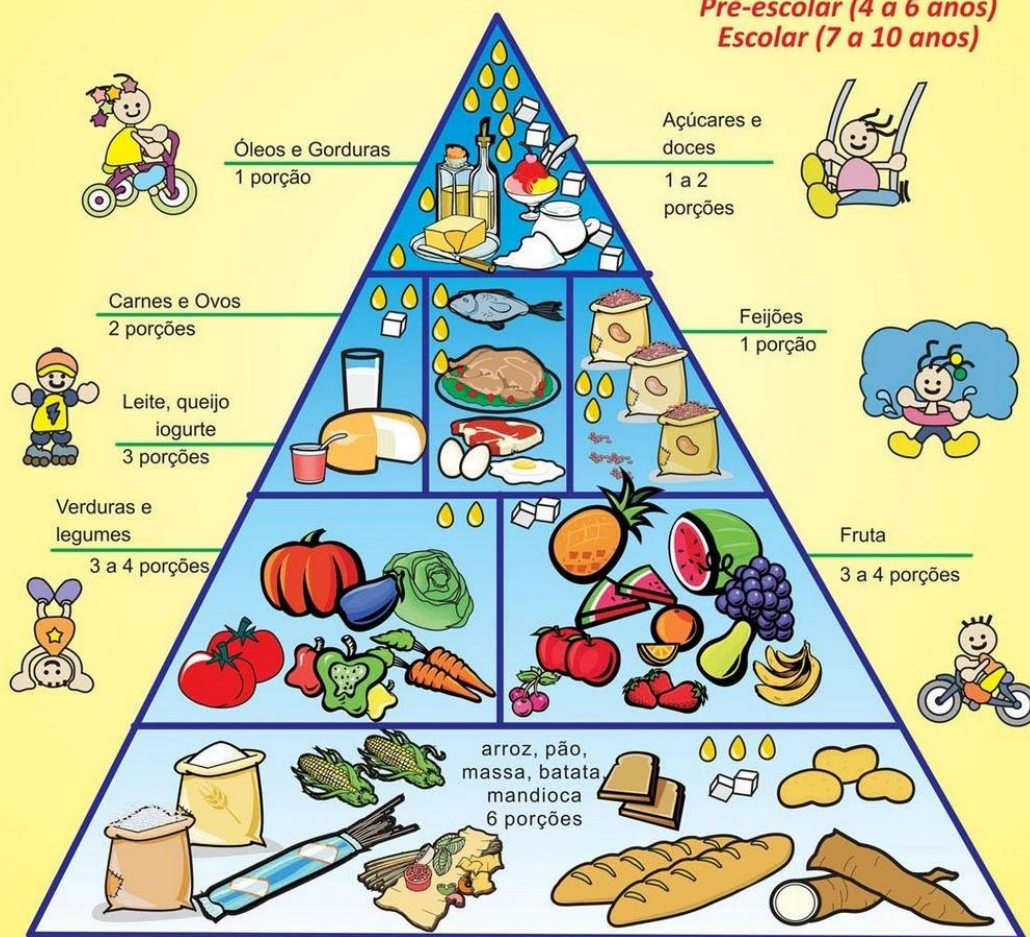 Pré-escolar (4 a 6 anos)
Escolar (7 a 10 anos)
Óleos e Gorduras
1 porção
Açúcares e
doces
1 a 2
porções
Carnes e Ovos
2 porções
Feijões
1 porção
Leite, queijo
iogurte
3 porções
Verduras e
legumes
3 a 4 porções
Fruta
3 a 4 porções
arroz, pão,
massa, batata,
mandioca
6 porções